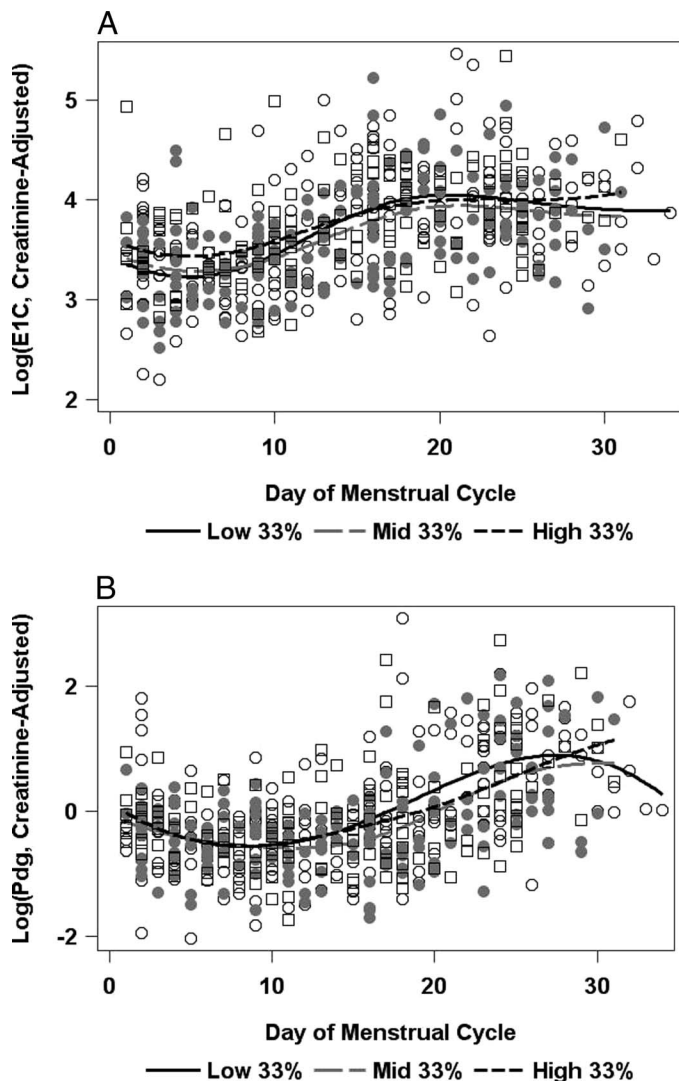 A
Log(E1C, Creatinine-Adjusted)
5
4
3
2
0 10 20 30
Day of Menstrual Cycle
Low 33% Mid 33% High 33%
B
Log(Pdg, Creatinine-Adjusted)
2
0
-2
0 10 20 30
Day of Menstrual Cycle
Low 33% Mid 33% High 33%